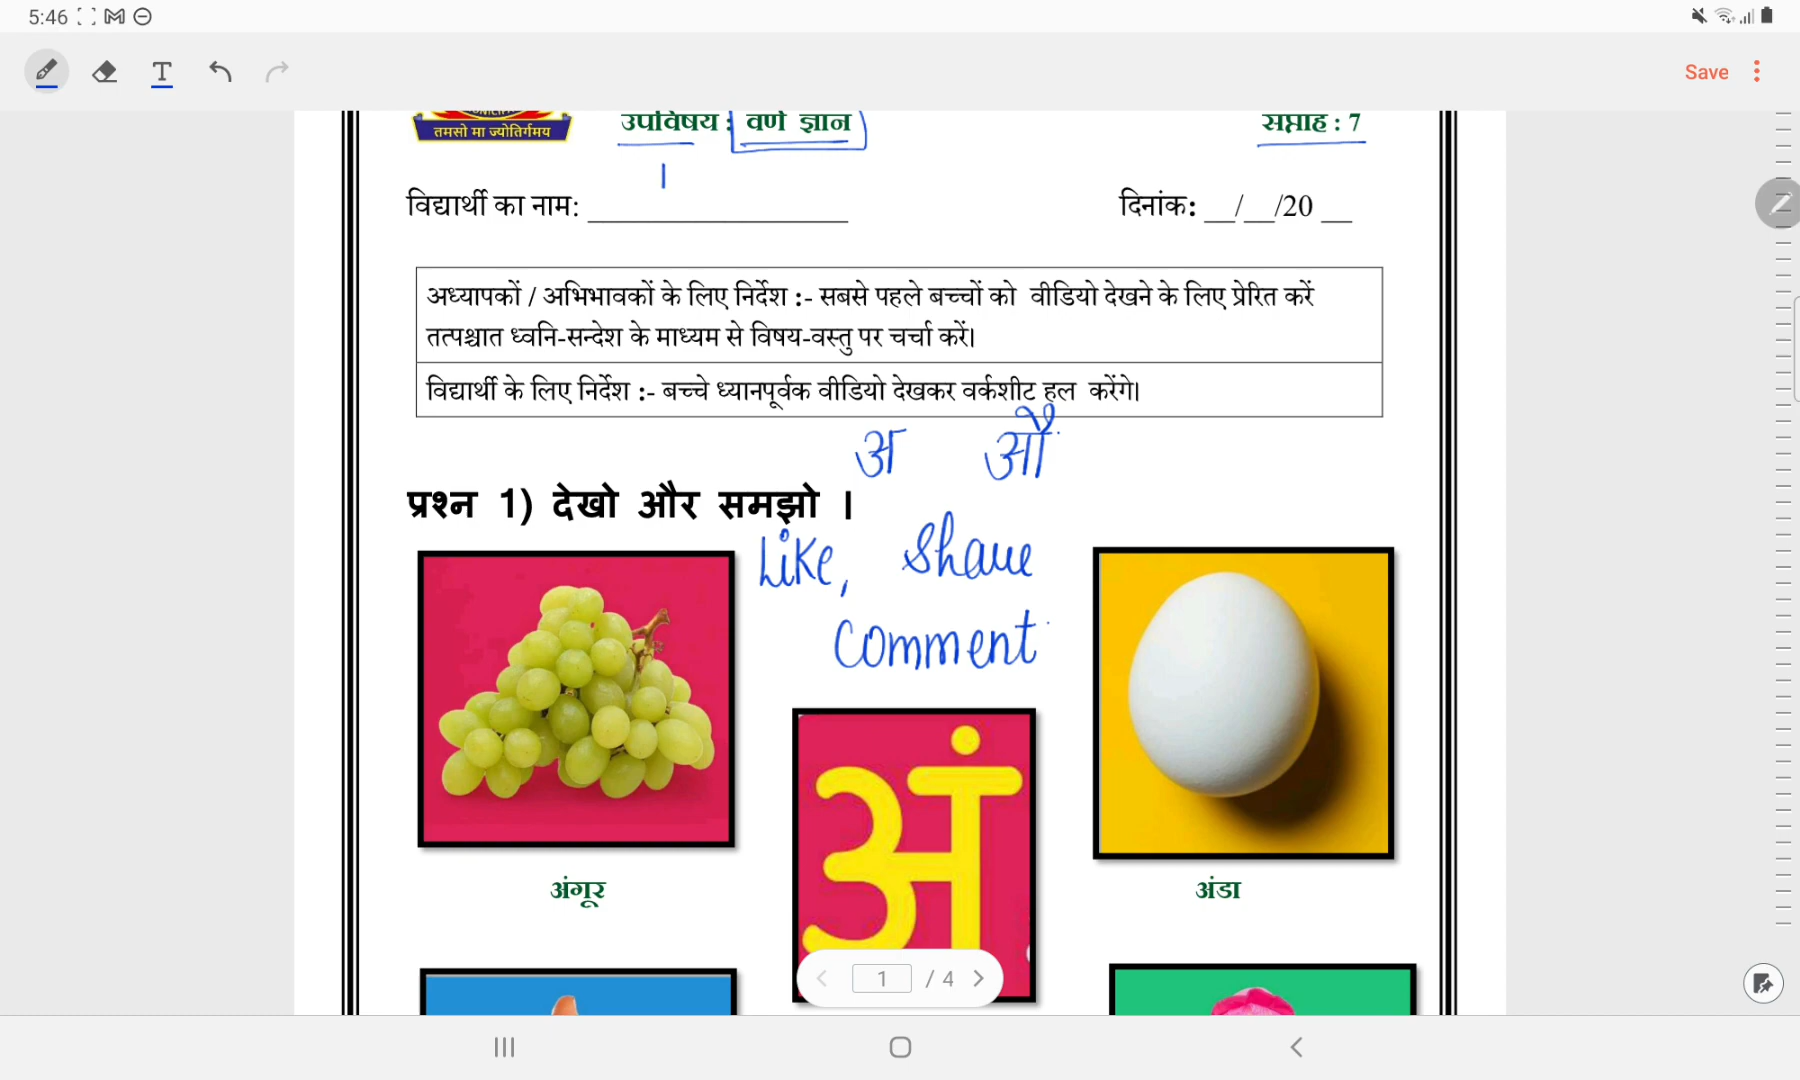 5:46
Save
तमसो मा ज्योतिर्गमय
उपविषय : वर्ण ज्ञान
सप्ताह : 7
विद्यार्थी का नाम: __________________
दिनांक: __/__/20 __
अध्यापकों / अभिभावकों के लिए निर्देश :- सबसे पहले बच्चों को वीडियो देखने के लिए प्रेरित करें
तत्पश्चात ध्वनि-सन्देश के माध्यम से विषय-वस्तु पर चर्चा करें।
विद्यार्थी के लिए निर्देश :- बच्चे ध्यानपूर्वक वीडियो देखकर वर्कशीट हल करेंगे।
अ औ
प्रश्न 1) देखो और समझो ।
Like, Share
Comment
अं
अंगूर
अंडा
1 / 4